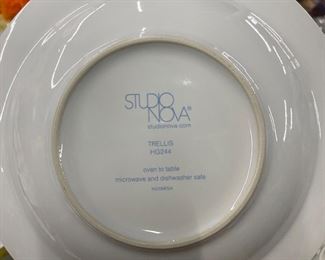 STUDIO
NOVA®
studionova.com
TRELLIS
HG244
oven to table
microwave and dishwasher safe